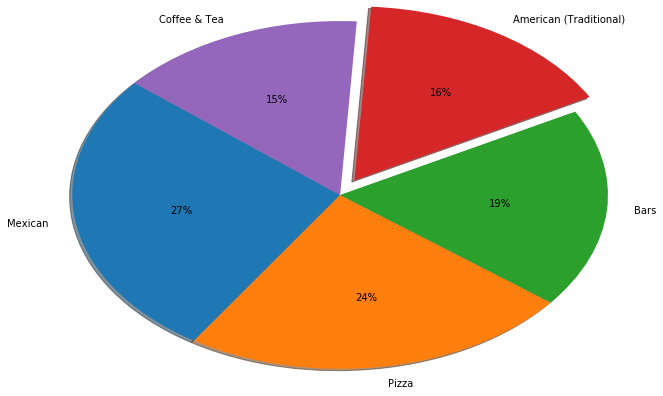 Coffee & Tea
American (Traditional)
15%
16%
Mexican
27%
19%
Bars
24%
Pizza